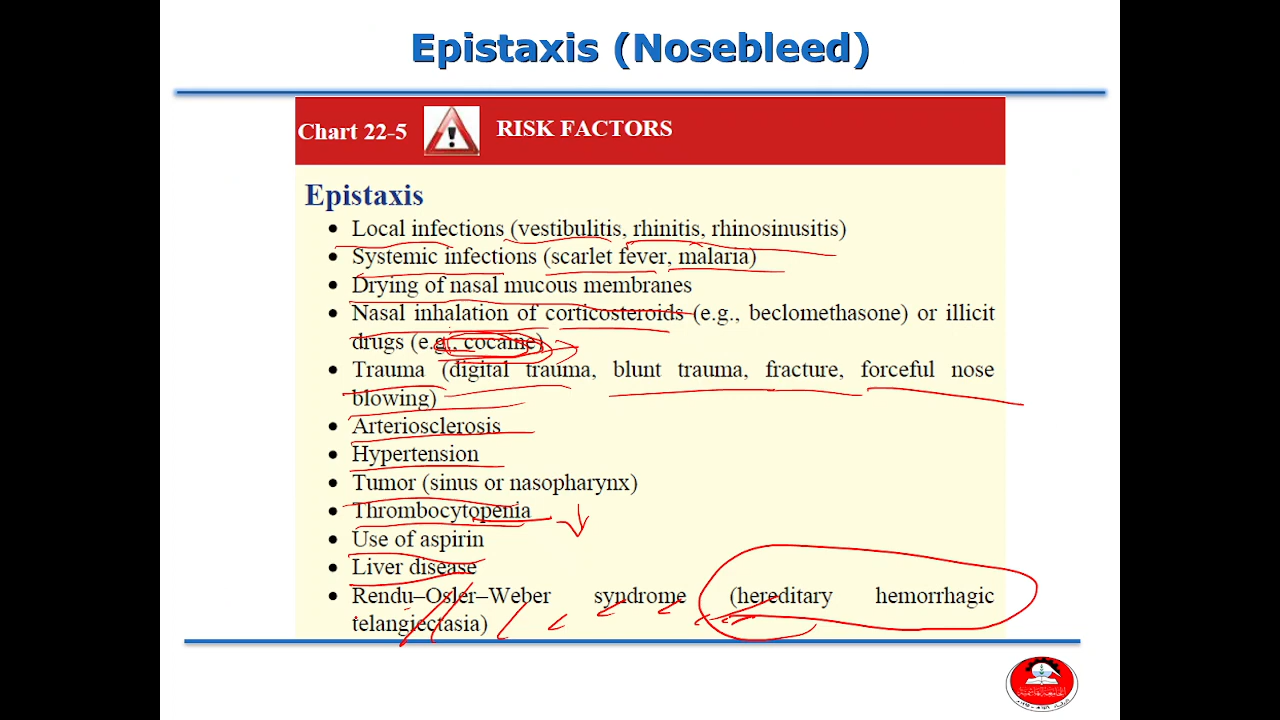 Epistaxis (Nosebleed)
Chart 22-5 RISK FACTORS
Epistaxis
• Local infections (vestibulitis, rhinitis, rhinosinusitis)
• Systemic infections (scarlet fever, malaria)
• Drying of nasal mucous membranes
• Nasal inhalation of corticosteroids (e.g., beclomethasone) or illicit
drugs (e.g., cocaine)
• Trauma (digital trauma, blunt trauma, fracture, forceful nose
blowing)
• Arteriosclerosis
• Hypertension
• Tumor (sinus or nasopharynx)
• Thrombocytopenia
• Use of aspirin
• Liver disease
• Rendu–Osler–Weber syndrome (hereditary hemorrhagic
telangiectasia)